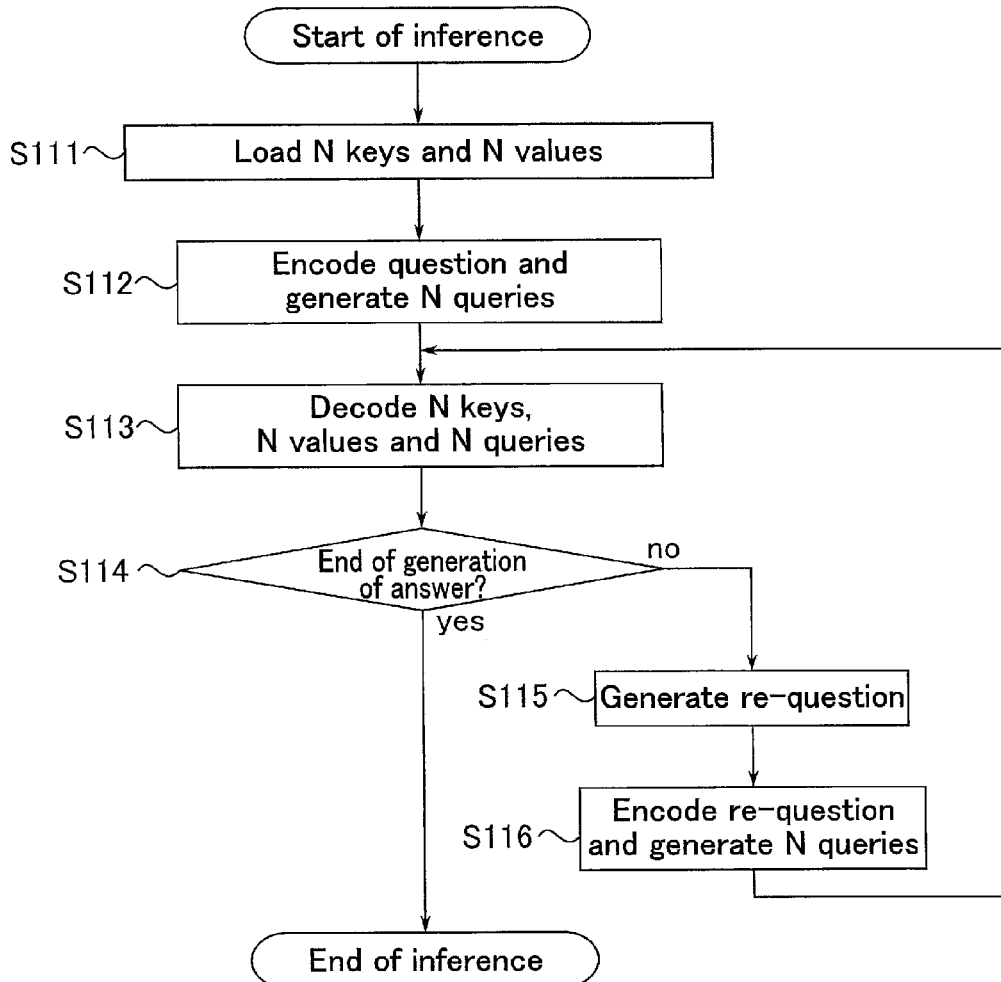 Start of inference
S111
Load N keys and N values
S112
Encode question and
generate N queries
S113
Decode N keys,
N values and N queries
S114
End of generation
of answer?
no
yes
S115
Generate re-question
S116
Encode re-question
and generate N queries
End of inference